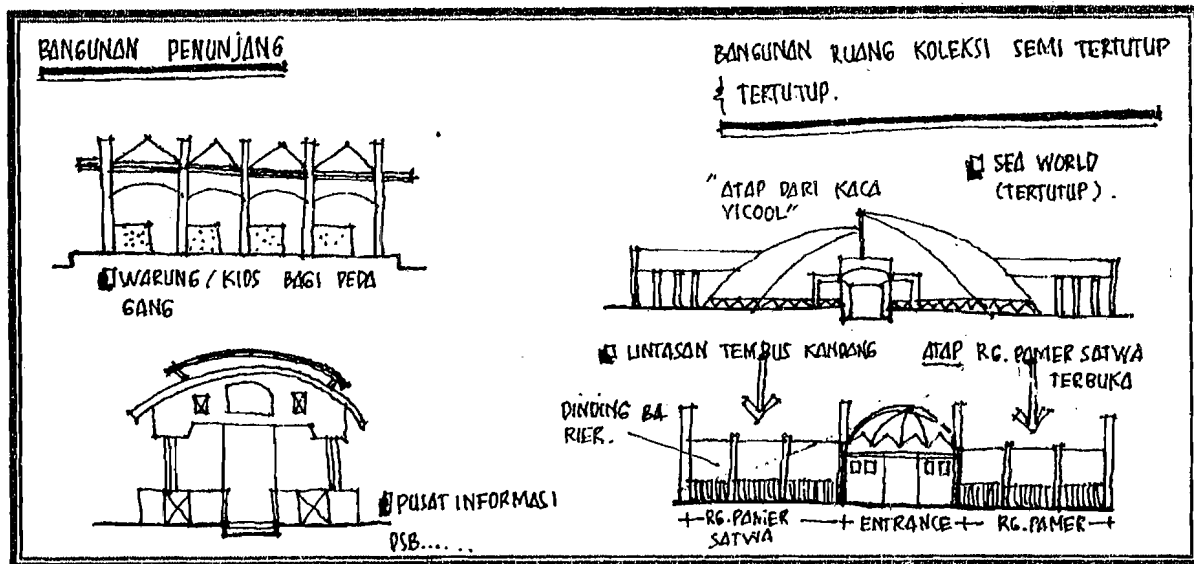 BANGUNAN PENUNJANG
WARUNG / KIOS BAGI PEDA
GANG
PUSAT INFORMASI
DSB......
BANGUNAN RUANG KOLEKSI SEMI TERTUTUP
& TERTUTUP.
SEA WORLD
(TERTUTUP).
"ATAP DARI KACA
VICOOL"
LINTASAN TEMBUS KANDANG
ATAP RG. PAMER SATWA
TERBUKA
DINDING BA
RIER.
RG. PAMER
SATWA
ENTRANCE
RG. PAMER